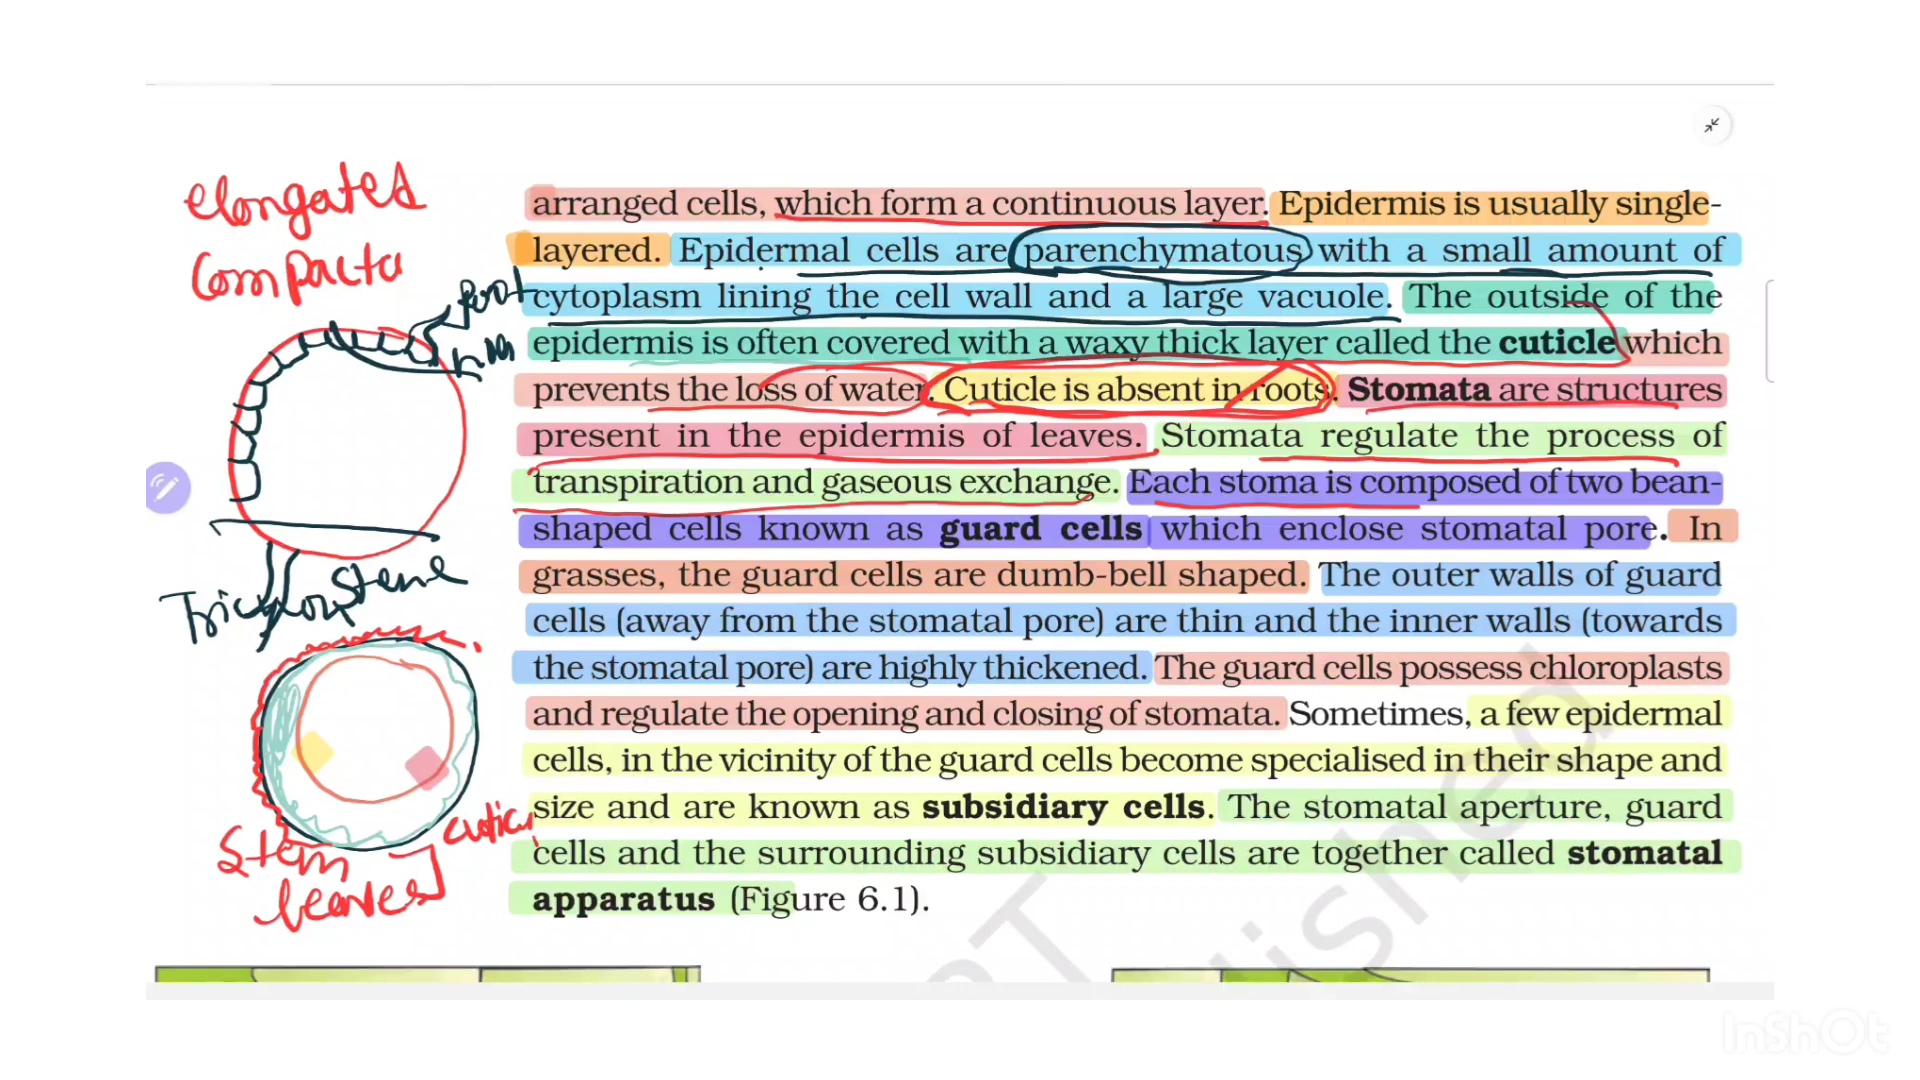 elongated
Compacta
root
arranged cells, which form a continuous layer. Epidermis is usually single-
layered. Epidermal cells are parenchymatous with a small amount of
cytoplasm lining the cell wall and a large vacuole. The outside of the
epidermis is often covered with a waxy thick layer called the cuticle which
prevents the loss of water. Cuticle is absent in roots. Stomata are structures
present in the epidermis of leaves. Stomata regulate the process of
transpiration and gaseous exchange. Each stoma is composed of two bean-
shaped cells known as guard cells which enclose stomatal pore. In
grasses, the guard cells are dumb-bell shaped. The outer walls of guard
cells (away from the stomatal pore) are thin and the inner walls (towards
the stomatal pore) are highly thickened. The guard cells possess chloroplasts
and regulate the opening and closing of stomata. Sometimes, a few epidermal
cells, in the vicinity of the guard cells become specialised in their shape and
size and are known as subsidiary cells. The stomatal aperture, guard
cells and the surrounding subsidiary cells are together called stomatal
apparatus (Figure 6.1).
Stem
leaves
InShOt